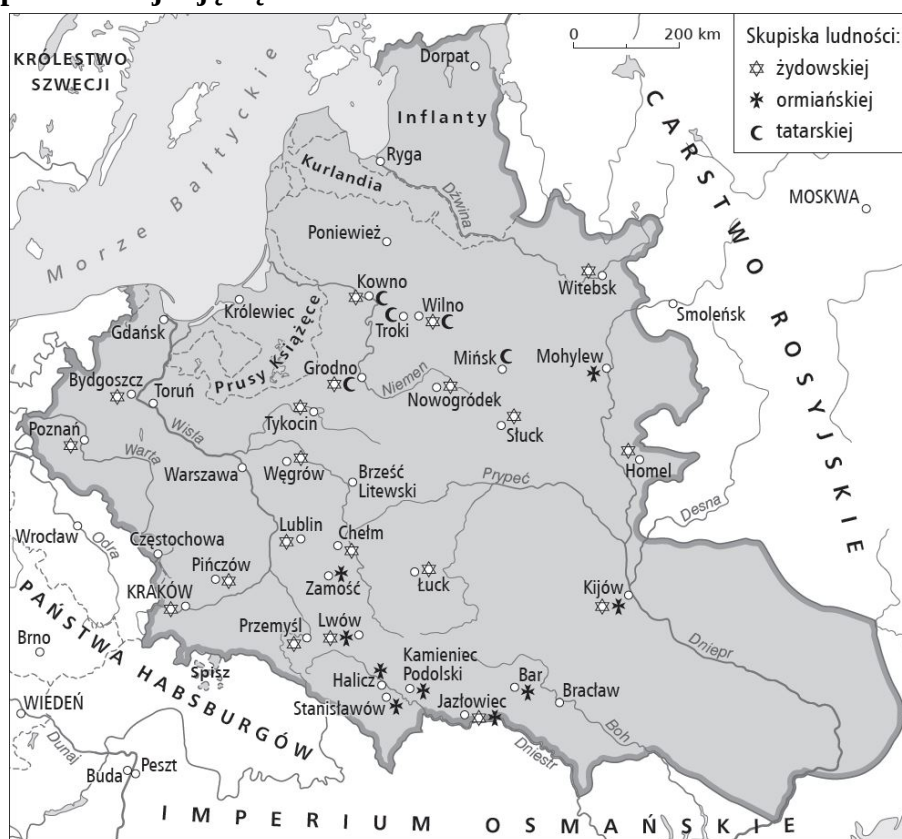 KRÓLESTWO
SZWECJI
Morze Bałtyckie
Dorpat
Inflanty
0 200 km
Skupiska ludności:
żydowskiej
ormiańskiej
tatarskiej
CARSTWO ROSYJSKIE
MOSKWA
Ryga
Kurlandia
Dźwina
Poniewież
Witebsk
Smoleńsk
Kowno
Troki
Wilno
Królewiec
Gdańsk
Prusy Książęce
Grodno
Niemen
Mińsk
Mohylew
Nowogródek
Bydgoszcz
Toruń
Tykocin
Słuck
Poznań
Wisła
Warta
Warszawa
Węgrów
Brześć
Litewski
Prypeć
Homel
Desna
Wrocław
Odra
Częstochowa
Lublin
Chełm
Pińczów
Zamość
Łuck
Kijów
KRAKÓW
PAŃSTWA HABSBURGÓW
Przemyśl
Lwów
Dniepr
Brno
Spisz
Halicz
Kamieniec
Podolski
Bar
Bracław
Stanisławów
Jazłowiec
Boh
Dniestr
WIEDEŃ
Dunaj
Buda
Peszt
IMPERIUM OSMAŃSKIE